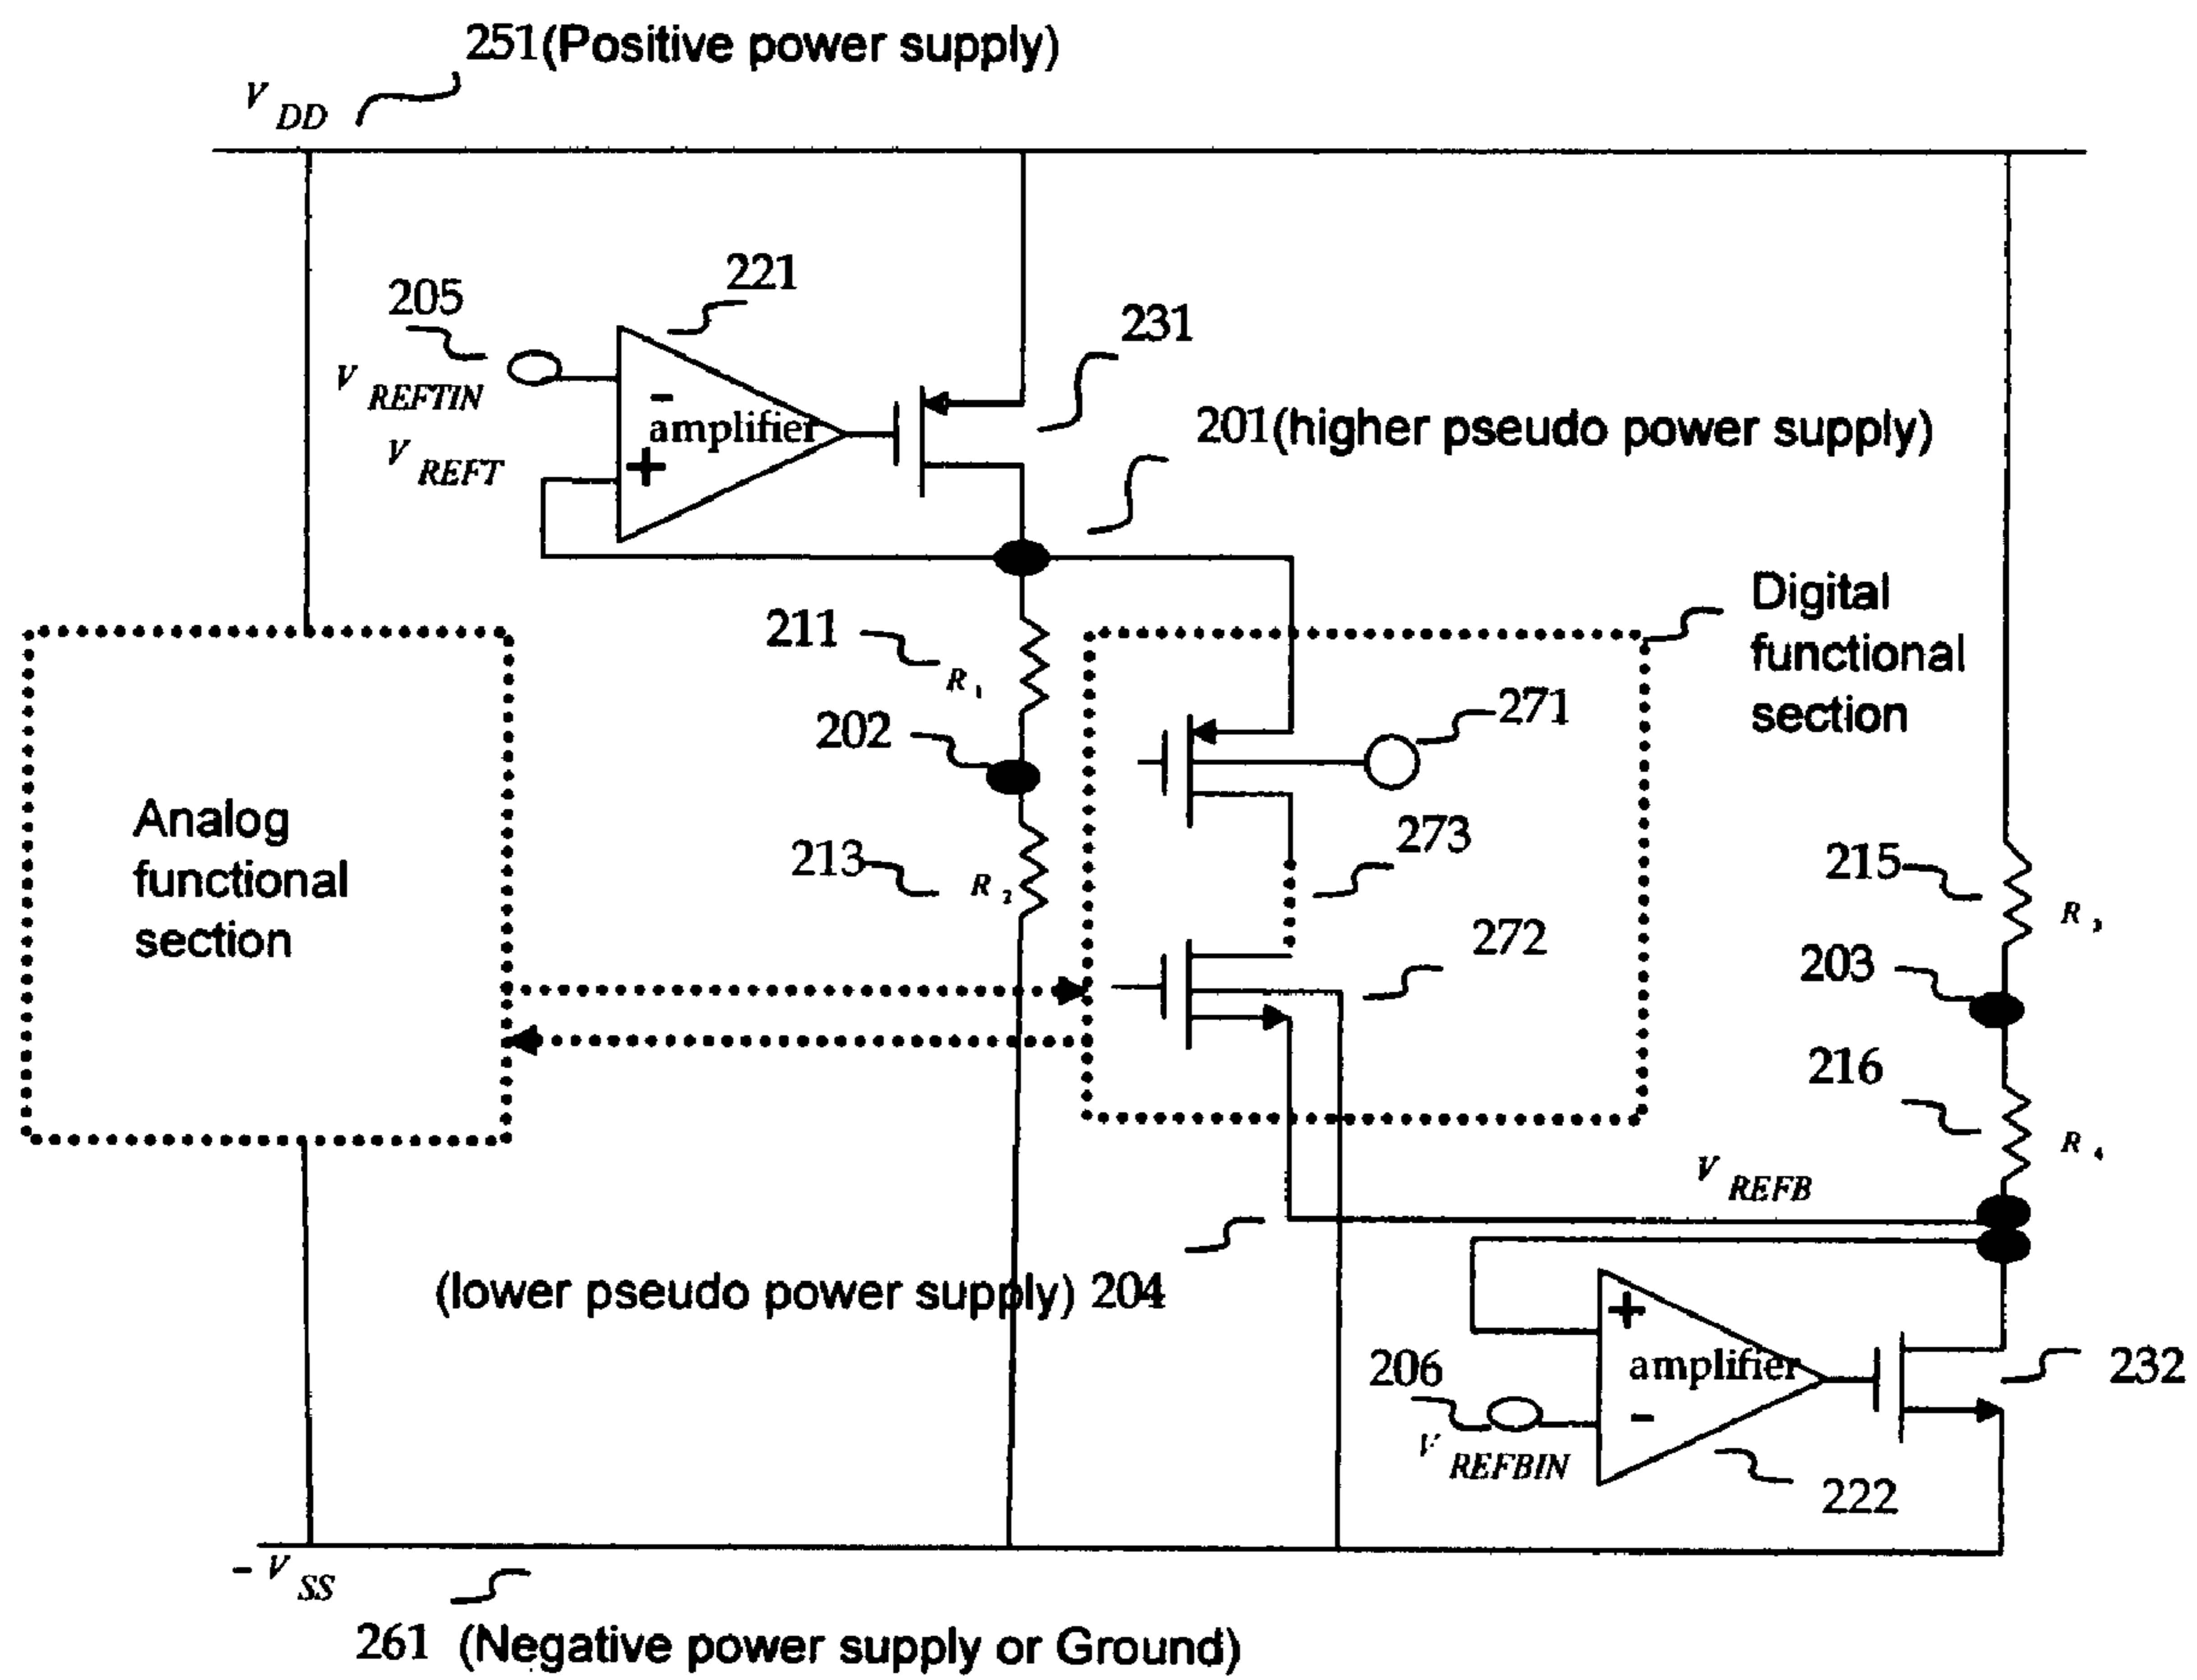 251(Positive power supply)
V DD
205
221
231
V REFTIN
-
amplifier
V REFT
+
201(higher pseudo power supply)
Digital
functional
section
211
R 1
271
202
Analog
functional
section
273
213
R 2
215
R 3
272
203
216
R 4
V REFB
(lower pseudo power supply) 204
+
amplifier
206
-
232
V REFBIN
222
- V SS
261 (Negative power supply or Ground)